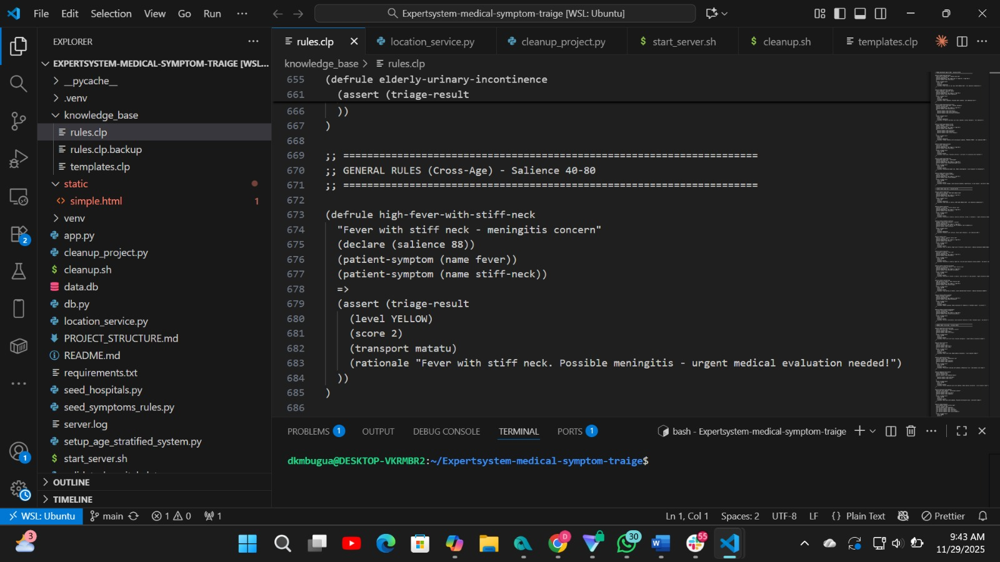 File Edit Selection View Go Run ···
Expertsystem-medical-symptom-traige [WSL: Ubuntu]
EXPLORER
rules.clp
location_service.py
cleanup_project.py
$ start_server.sh
$ cleanup.sh
templates.clp
EXPERTSYSTEM-MEDICAL-SYMPTOM-TRAIGE [WSL...
__pycache__
.venv
knowledge_base
rules.clp
rules.clp.backup
templates.clp
static
simple.html 1
venv
app.py
cleanup_project.py
$ cleanup.sh
data.db
db.py
location_service.py
PROJECT_STRUCTURE.md
README.md
requirements.txt
seed_hospitals.py
seed_symptoms_rules.py
server.log
setup_age_stratified_system.py
$ start_server.sh
OUTLINE
TIMELINE
2
1
knowledge_base > rules.clp
655 (defrule elderly-urinary-incontinence
661 (assert (triage-result
666 ))
667 )
668
669 ;; ======================================================================
670 ;; GENERAL RULES (Cross-Age) - Salience 40-80
671 ;; ======================================================================
672
673 (defrule high-fever-with-stiff-neck
674 "Fever with stiff neck - meningitis concern"
675 (declare (salience 88))
676 (patient-symptom (name fever))
677 (patient-symptom (name stiff-neck))
678 =>
679 (assert (triage-result
680 (level YELLOW)
681 (score 2)
682 (transport matatu)
683 (rationale "Fever with stiff neck. Possible meningitis - urgent medical evaluation needed!")
684 ))
685 )
686
PROBLEMS 1 OUTPUT DEBUG CONSOLE TERMINAL PORTS 1
bash - Expertsystem-medical-symptom-traige
dkmbugua@DESKTOP-VKRMBR2:~/Expertsystem-medical-symptom-traige$
WSL: Ubuntu main 1 0 1
Ln 1, Col 1 Spaces: 2 UTF-8 LF {} Plain Text Prettier
3
D
30
55
9:43 AM
11/29/2025